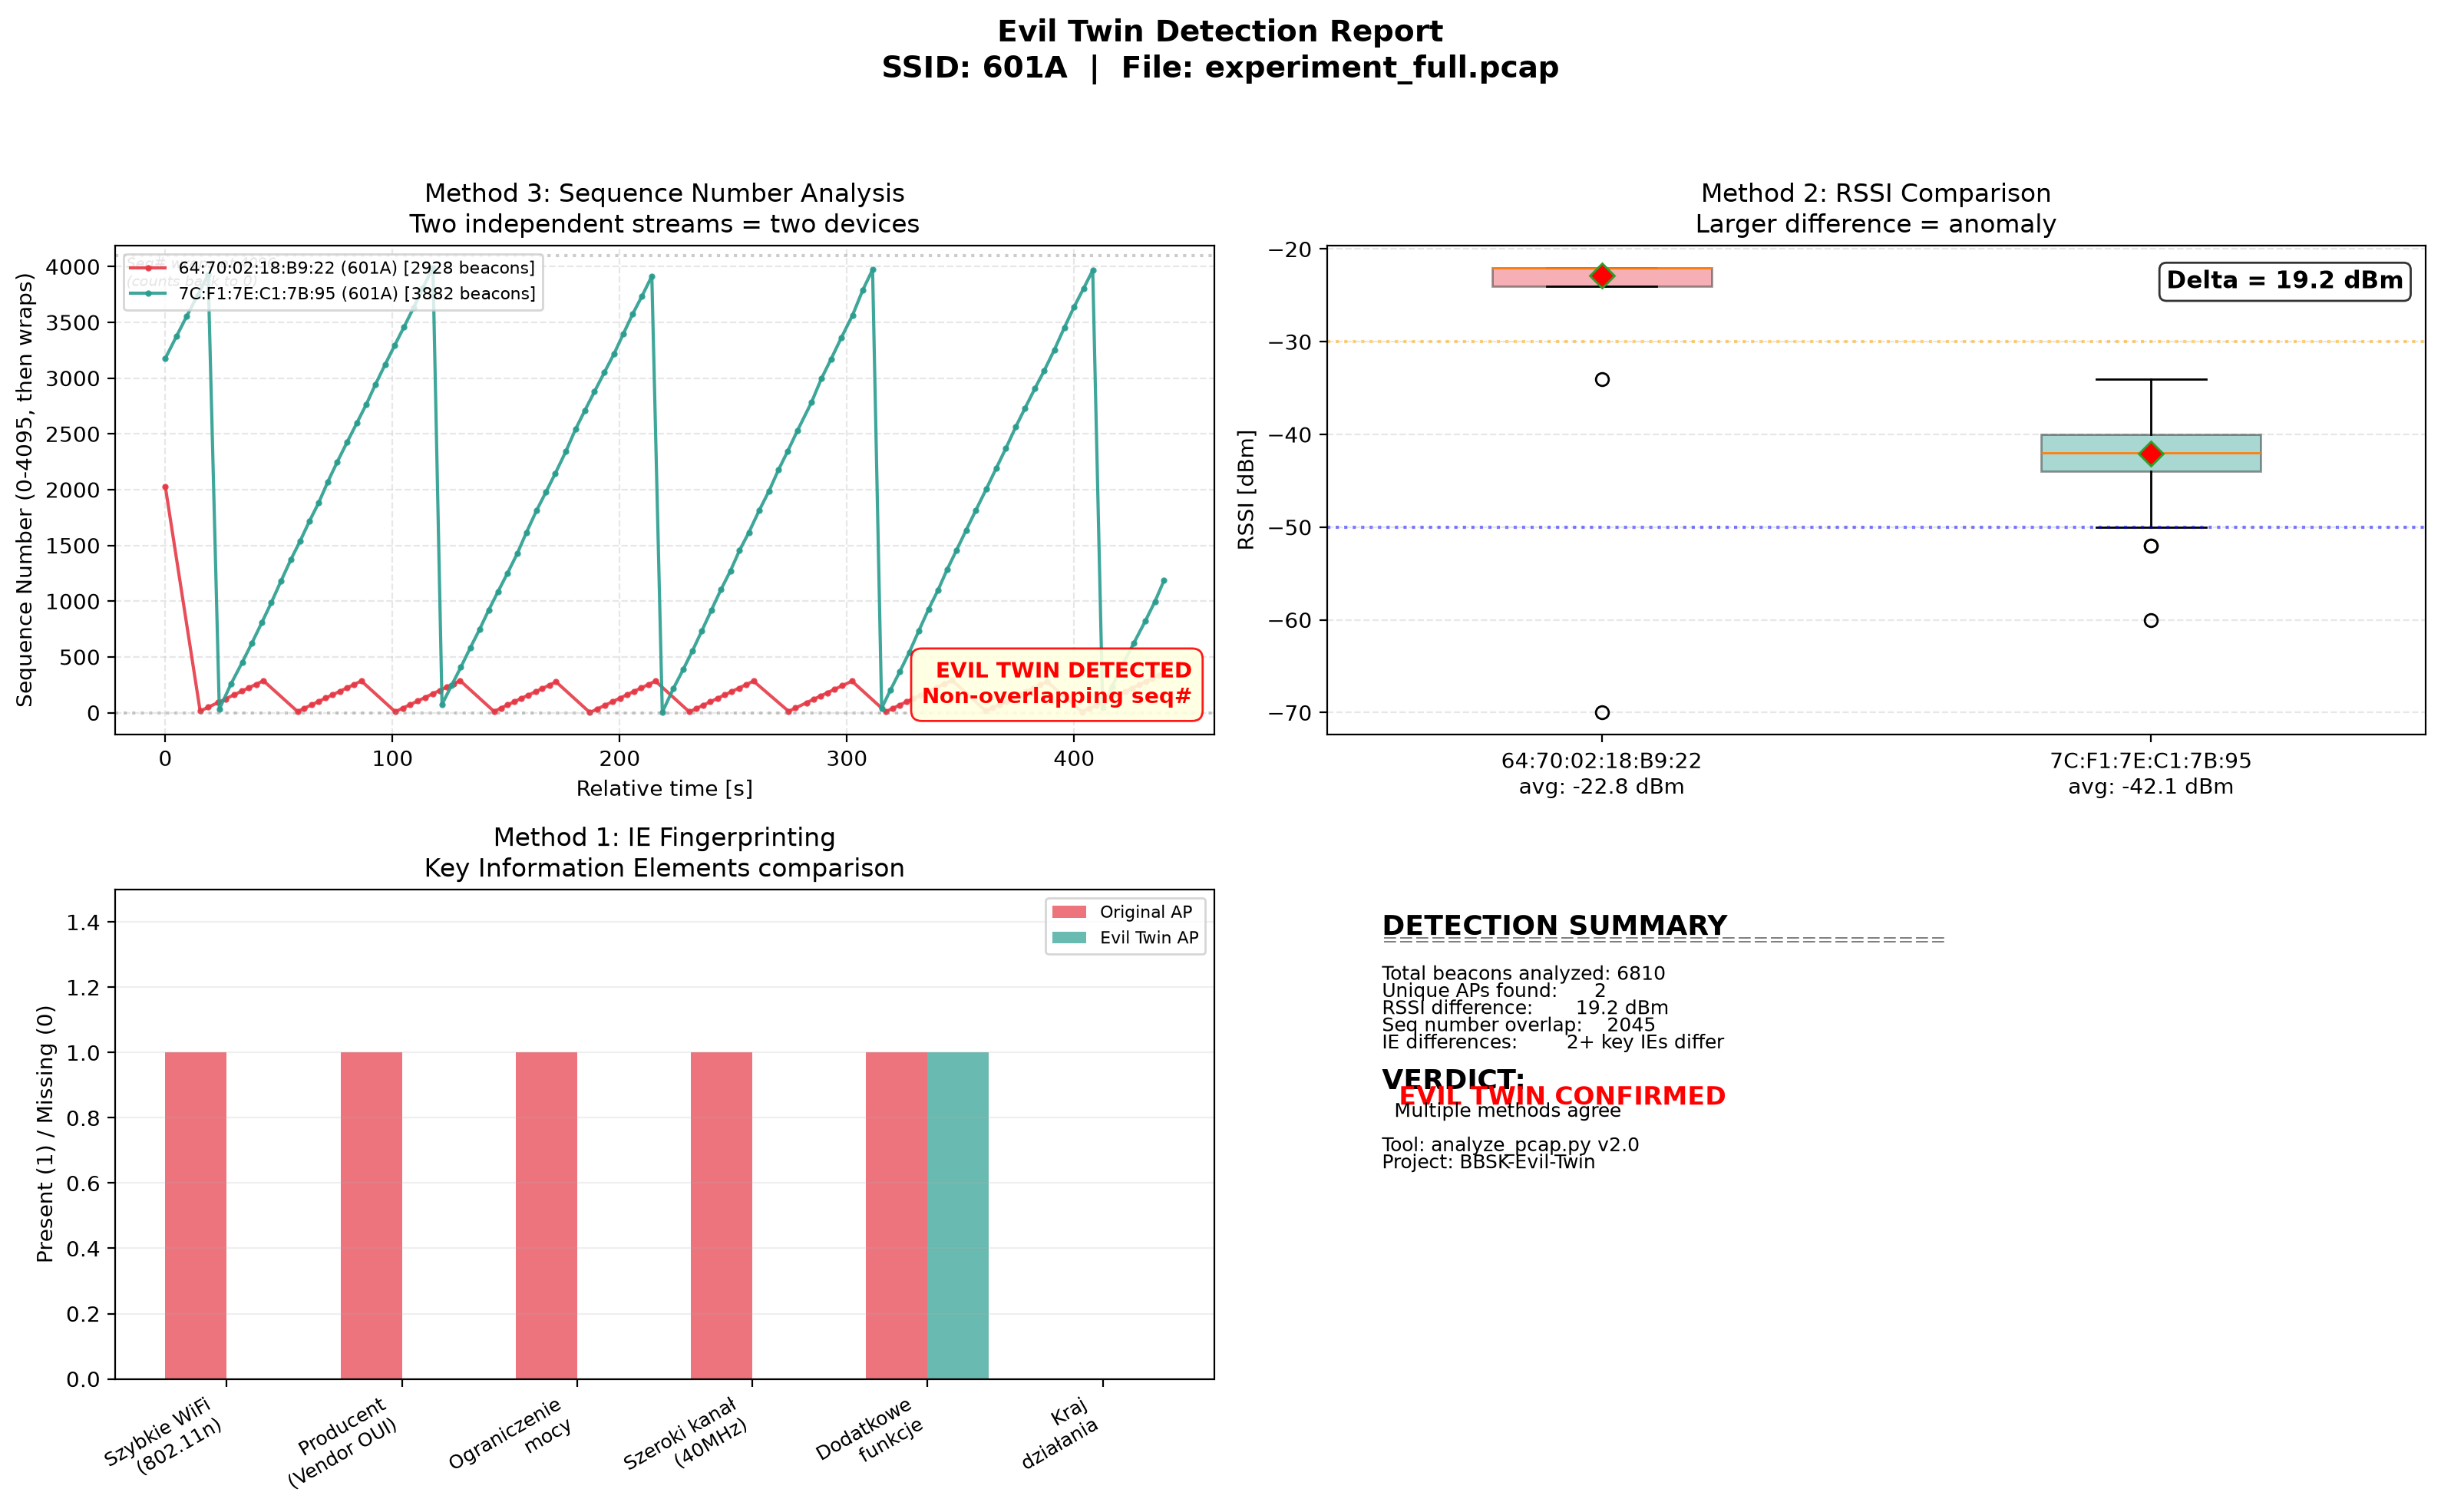 Evil Twin Detection Report
SSID: 601A | File: experiment_full.pcap
Method 3: Sequence Number Analysis
Two independent streams = two devices
Sequence Number (0-4095, then wraps)
4000
3500
3000
2500
2000
1500
1000
500
0
64:70:02:18:B9:22 (601A) [2928 beacons]
7C:F1:7E:C1:7B:95 (601A) [3882 beacons]
EVIL TWIN DETECTED
Non-overlapping seq#
0
100
200
300
400
Relative time [s]
Method 2: RSSI Comparison
Larger difference = anomaly
RSSI [dBm]
−20
−30
−40
−50
−60
−70
Delta = 19.2 dBm
64:70:02:18:B9:22
avg: -22.8 dBm
7C:F1:7E:C1:7B:95
avg: -42.1 dBm
Method 1: IE Fingerprinting
Key Information Elements comparison
Present (1) / Missing (0)
1.4
1.2
1.0
0.8
0.6
0.4
0.2
0.0
Original AP
Evil Twin AP
Szybkie WiFi
(802.11n)
Producent
(Vendor OUI)
Ograniczenie
mocy
Szeroki kanał
(40MHz)
Dodatkowe
funkcje
Kraj
działania
DETECTION SUMMARY
========================================
Total beacons analyzed: 6810
Unique APs found: 2
RSSI difference: 19.2 dBm
Seq number overlap: 2045
IE differences: 2+ key IEs differ
VERDICT:
EVIL TWIN CONFIRMED
Multiple methods agree
Tool: analyze_pcap.py v2.0
Project: BBSK-Evil-Twin